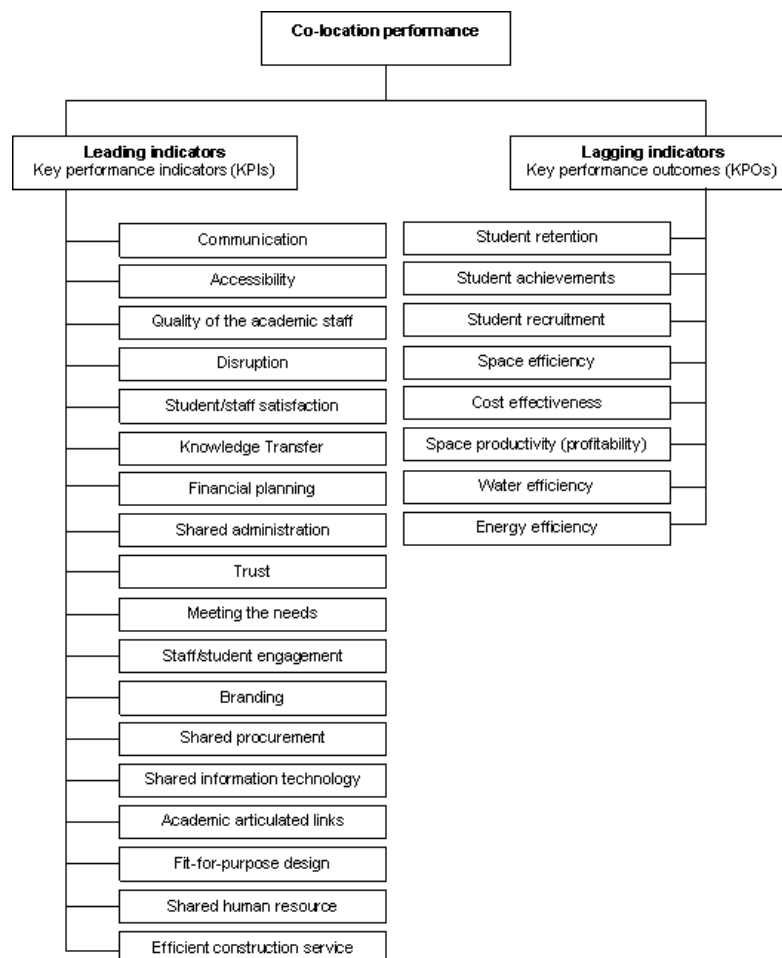 Co-location performance
Leading indicators
Key performance indicators (KPIs)
Lagging indicators
Key performance outcomes (KPOs)
Communication
Accessibility
Quality of the academic staff
Disruption
Student/staff satisfaction
Knowledge Transfer
Financial planning
Shared administration
Trust
Meeting the needs
Staff/student engagement
Branding
Shared procurement
Shared information technology
Academic articulated links
Fit-for-purpose design
Shared human resource
Efficient construction service
Student retention
Student achievements
Student recruitment
Space efficiency
Cost effectiveness
Space productivity (profitability)
Water efficiency
Energy efficiency